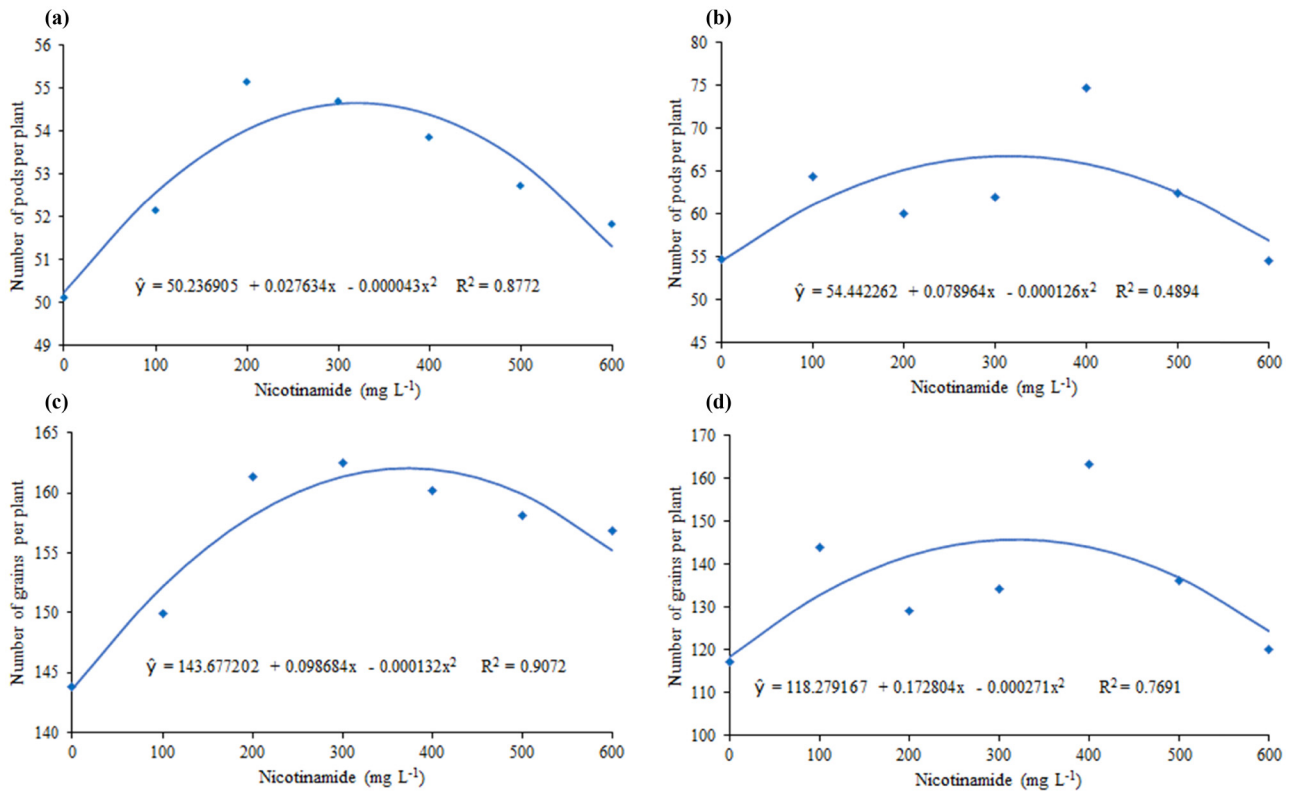 (a)
56
55
54
53
52
51
50
49
Number of pods per plant
ŷ = 50.236905 + 0.027634x - 0.000043x² R² = 0.8772
0 100 200 300 400 500 600
Nicotinamide (mg L⁻¹)
(b)
80
75
70
65
60
55
50
45
Number of pods per plant
ŷ = 54.442262 + 0.078964x - 0.000126x² R² = 0.4894
0 100 200 300 400 500 600
Nicotinamide (mg L⁻¹)
(c)
165
160
155
150
145
140
Number of grains per plant
ŷ = 143.677202 + 0.098684x - 0.000132x² R² = 0.9072
0 100 200 300 400 500 600
Nicotinamide (mg L⁻¹)
(d)
170
160
150
140
130
120
110
100
Number of grains per plant
ŷ = 118.279167 + 0.172804x - 0.000271x² R² = 0.7691
0 100 200 300 400 500 600
Nicotinamide (mg L⁻¹)